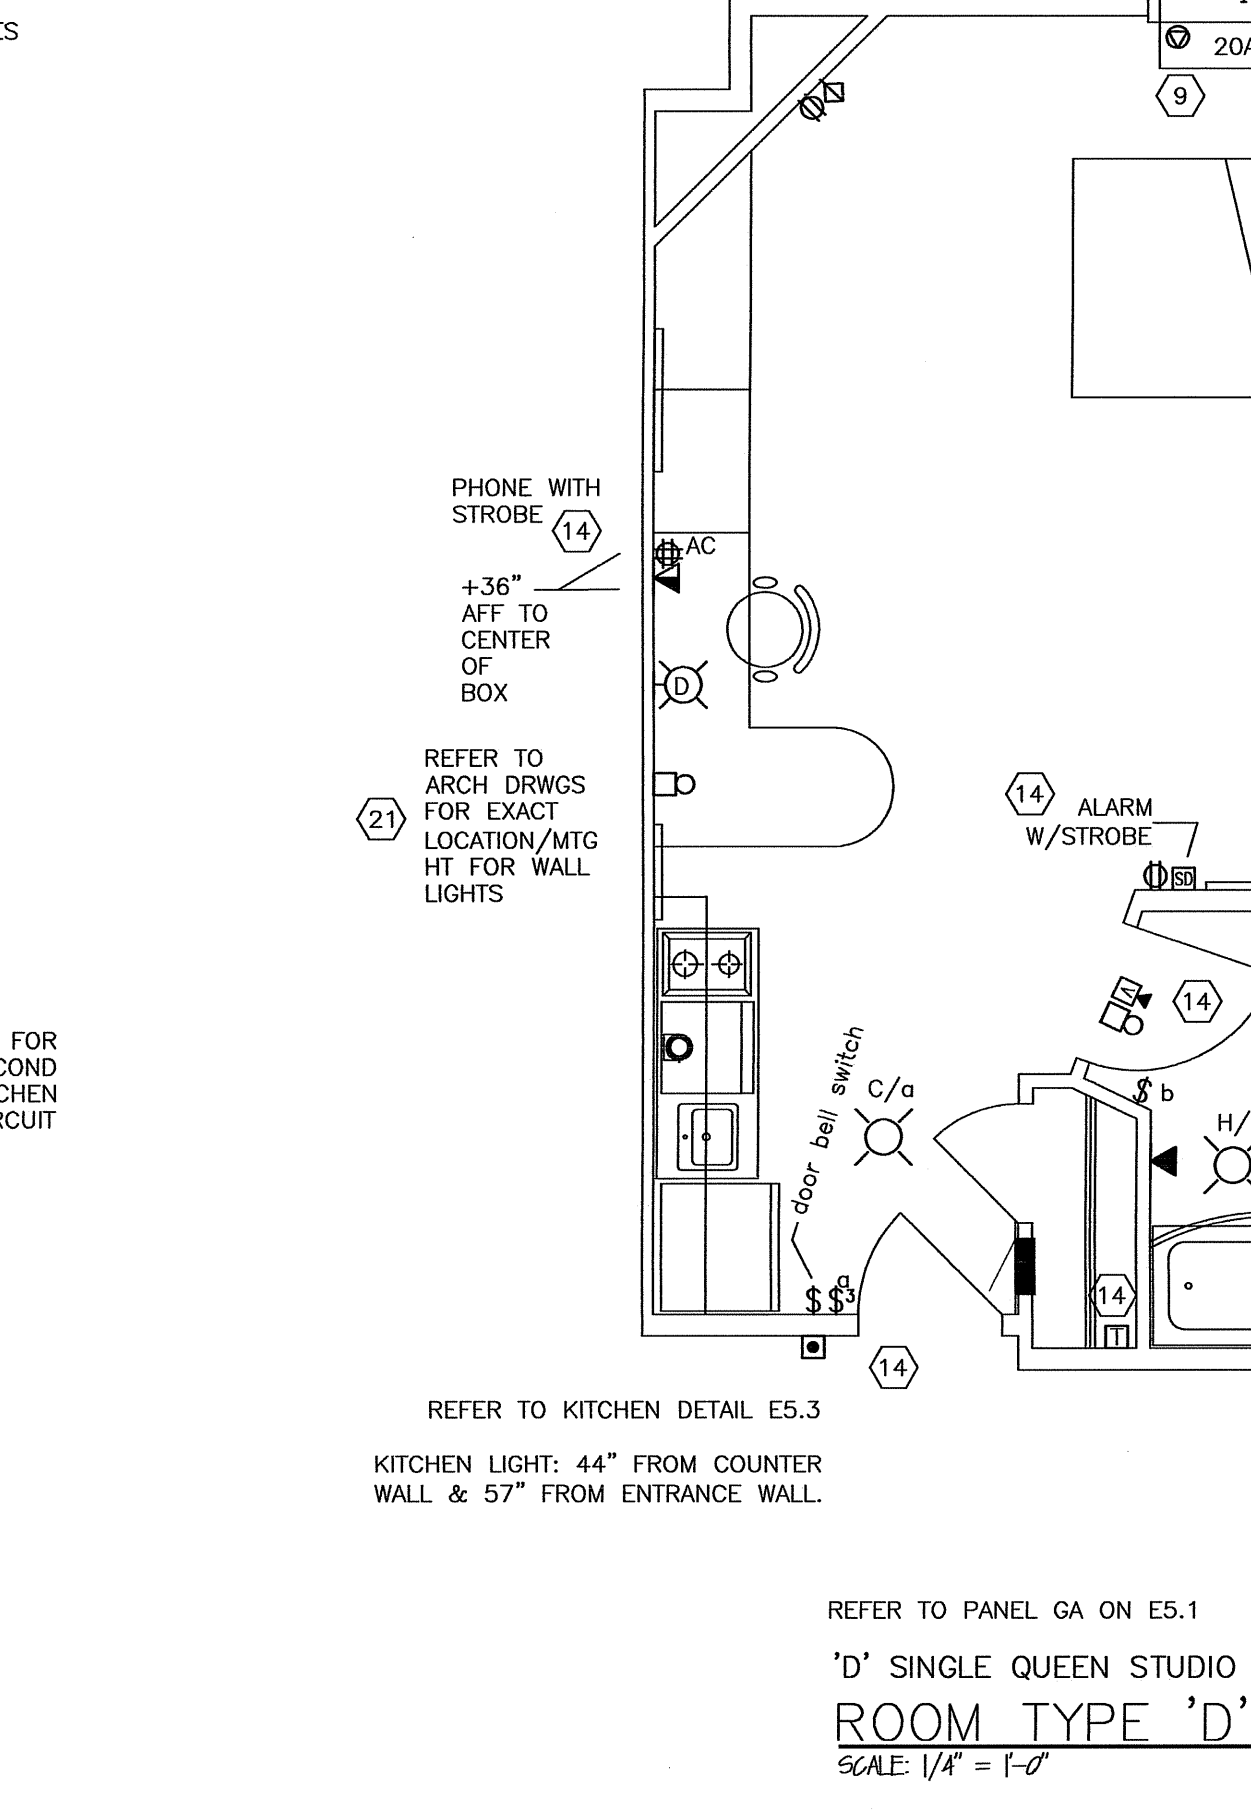 20A
9
PHONE WITH
STROBE
14
AC
+36"
AFF TO
CENTER
OF
BOX
D
REFER TO
ARCH DRWGS
FOR EXACT
LOCATION/MTG
HT FOR WALL
LIGHTS
21
14
ALARM
W/STROBE
SD
V
14
FOR
COND
CHEN
RCUIT
door bell switch
C/a
$ b
H/
$ $
a
3
14
T
14
REFER TO KITCHEN DETAIL E5.3
KITCHEN LIGHT: 44" FROM COUNTER
WALL & 57" FROM ENTRANCE WALL.
REFER TO PANEL GA ON E5.1
'D' SINGLE QUEEN STUDIO
ROOM TYPE 'D'
SCALE: 1/4" = 1'-0"